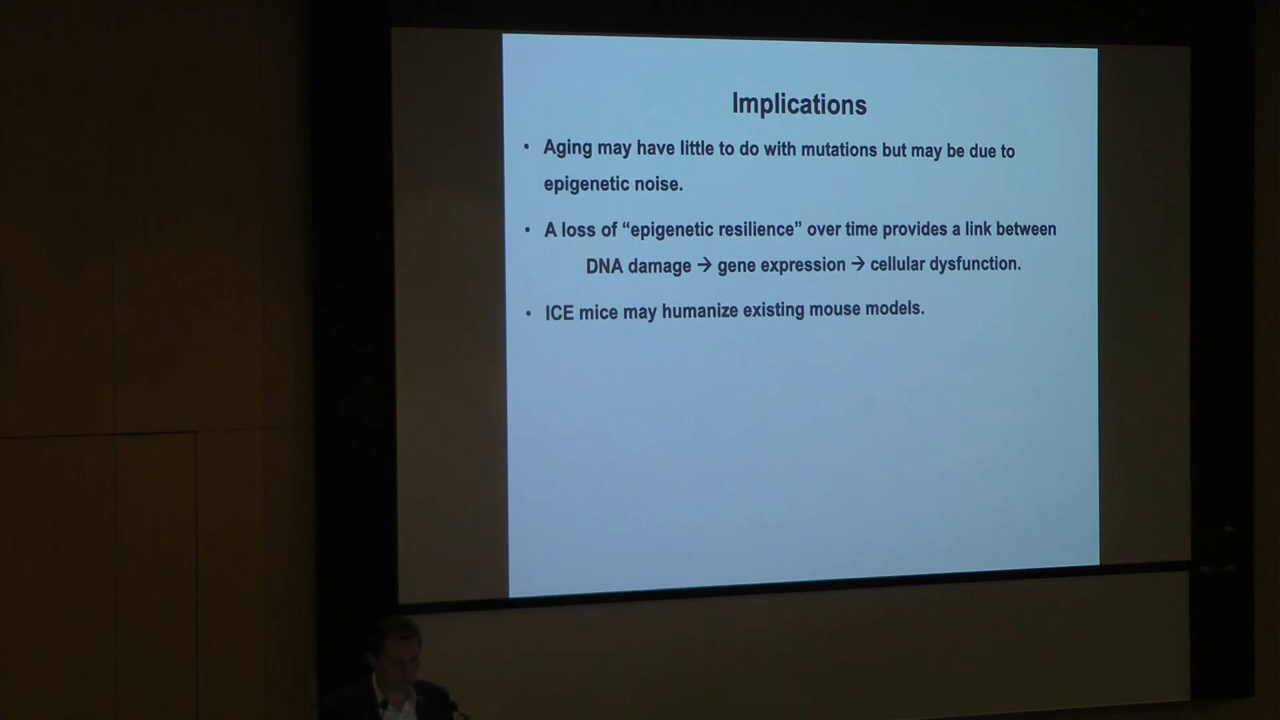 Implications
• Aging may have little to do with mutations but may be due to
epigenetic noise.
• A loss of “epigenetic resilience” over time provides a link between
DNA damage → gene expression → cellular dysfunction.
• ICE mice may humanize existing mouse models.